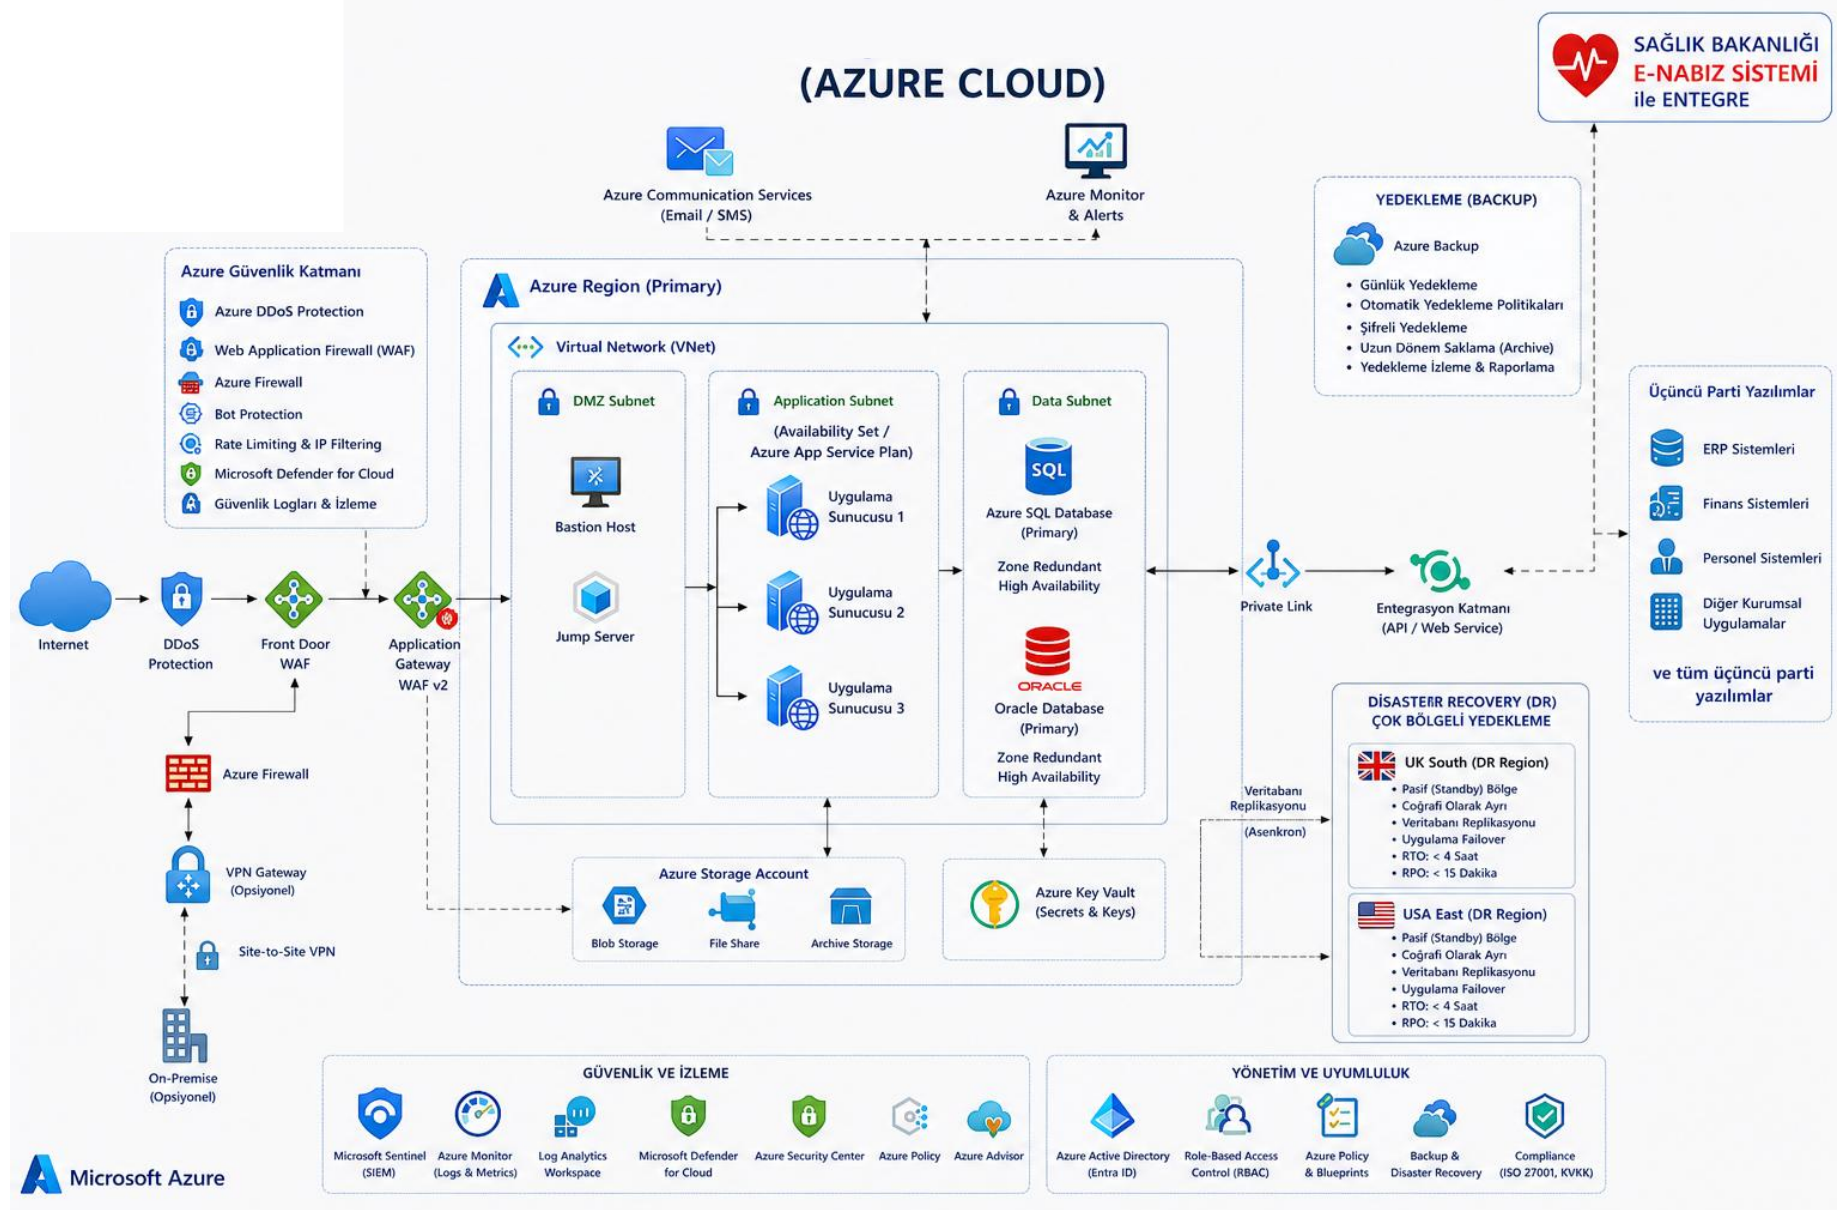 SAĞLIK BAKANLIĞI
E-NABIZ SİSTEMİ
ile ENTEGRE
(AZURE CLOUD)
Azure Communication Services
(Email / SMS)
Azure Monitor
& Alerts
YEDEKLEME (BACKUP)
Azure Backup
• Günlük Yedekleme
• Otomatik Yedekleme Politikaları
• Şifreli Yedekleme
• Uzun Dönem Saklama (Archive)
• Yedekleme İzleme & Raporlama
Azure Güvenlik Katmanı
Azure DDoS Protection
Web Application Firewall (WAF)
Azure Firewall
Bot Protection
Rate Limiting & IP Filtering
Microsoft Defender for Cloud
Güvenlik Logları & İzleme
Azure Region (Primary)
Virtual Network (VNet)
DMZ Subnet
Bastion Host
Jump Server
Application Subnet
(Availability Set /
Azure App Service Plan)
Uygulama
Sunucusu 1
Uygulama
Sunucusu 2
Uygulama
Sunucusu 3
Data Subnet
SQL
Azure SQL Database
(Primary)
Zone Redundant
High Availability
ORACLE
Oracle Database
(Primary)
Zone Redundant
High Availability
Üçüncü Parti Yazılımlar
ERP Sistemleri
Finans Sistemleri
Personel Sistemleri
Diğer Kurumsal
Uygulamalar
ve tüm üçüncü parti
yazılımlar
Internet
DDoS
Protection
Front Door
WAF
Application
Gateway
WAF v2
Private Link
Entegrasyon Katmanı
(API / Web Service)
Azure Firewall
VPN Gateway
(Opsiyonel)
Site-to-Site VPN
On-Premise
(Opsiyonel)
Azure Storage Account
Blob Storage
File Share
Archive Storage
Azure Key Vault
(Secrets & Keys)
Veritabanı
Replikasyonu
(Asenkron)
ÇOK BÖLGELİ YEDEKLEME
RECOVERY (DR)
UK South (DR Region)
• Pasif (Standby) Bölge
• Coğrafi Olarak Ayrı
• Veritabanı Replikasyonu
• Uygulama Failover
• RTO: < 4 Saat
• RPO: < 15 Dakika
USA East (DR Region)
• Pasif (Standby) Bölge
• Coğrafi Olarak Ayrı
• Veritabanı Replikasyonu
• Uygulama Failover
• RTO: < 4 Saat
• RPO: < 15 Dakika
GÜVENLİK VE İZLEME
Microsoft Sentinel
(SIEM)
Azure Monitor
(Logs & Metrics)
Log Analytics
Workspace
Microsoft Defender
for Cloud
Azure Security Center
Azure Policy
Azure Advisor
YÖNETİM VE UYUMLULUK
Azure Active Directory
(Entra ID)
Role-Based Access
Control (RBAC)
Azure Policy
& Blueprints
Backup &
Disaster Recovery
Compliance
(ISO 27001, KVKK)
Microsoft Azure